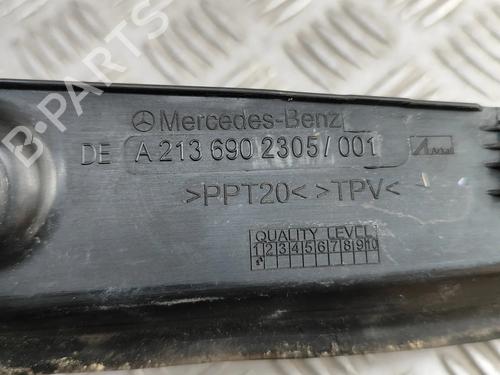 Mercedes-Benz
DE A 213 690 2305/ 001
>PPT20< >TPV<
QUALITY LEVEL
1 2 3 4 5 6 7 8 9 10